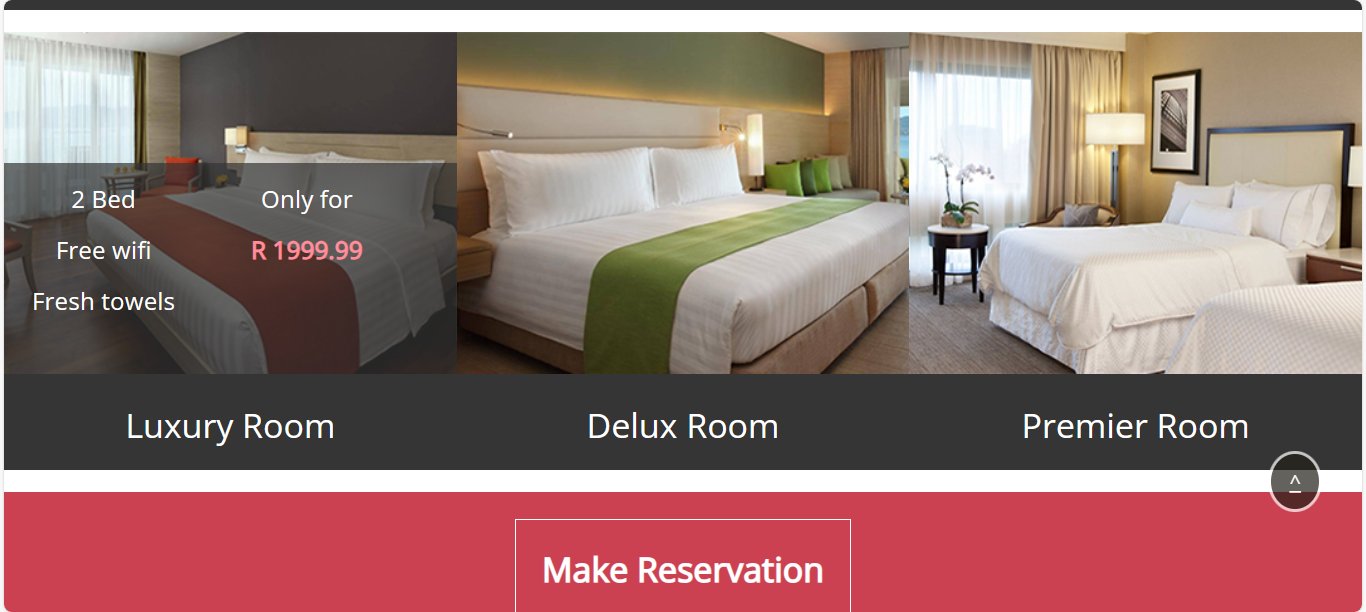 2 Bed
Only for
Free wifi
R 1999.99
Fresh towels
Luxury Room
Delux Room
Premier Room
^
Make Reservation